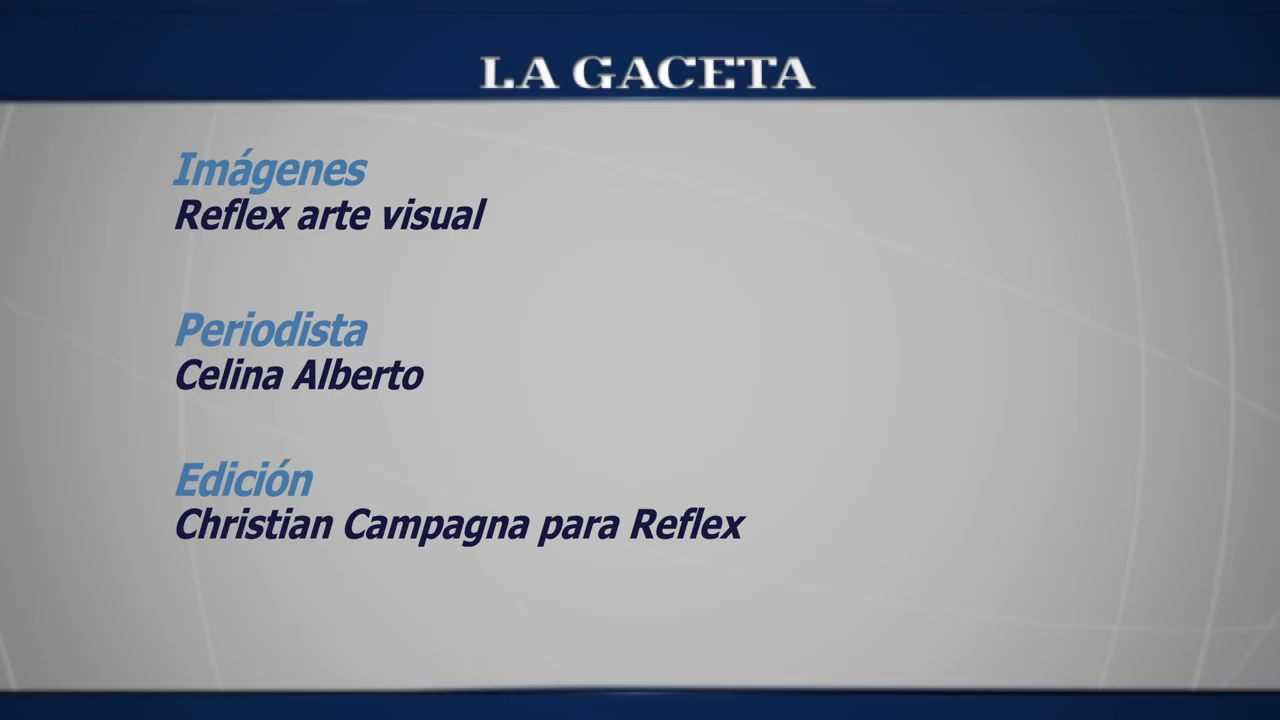 LA GACETA
Imágenes
Reflex arte visual
Periodista
Celina Alberto
Edición
Christian Campagna para Reflex